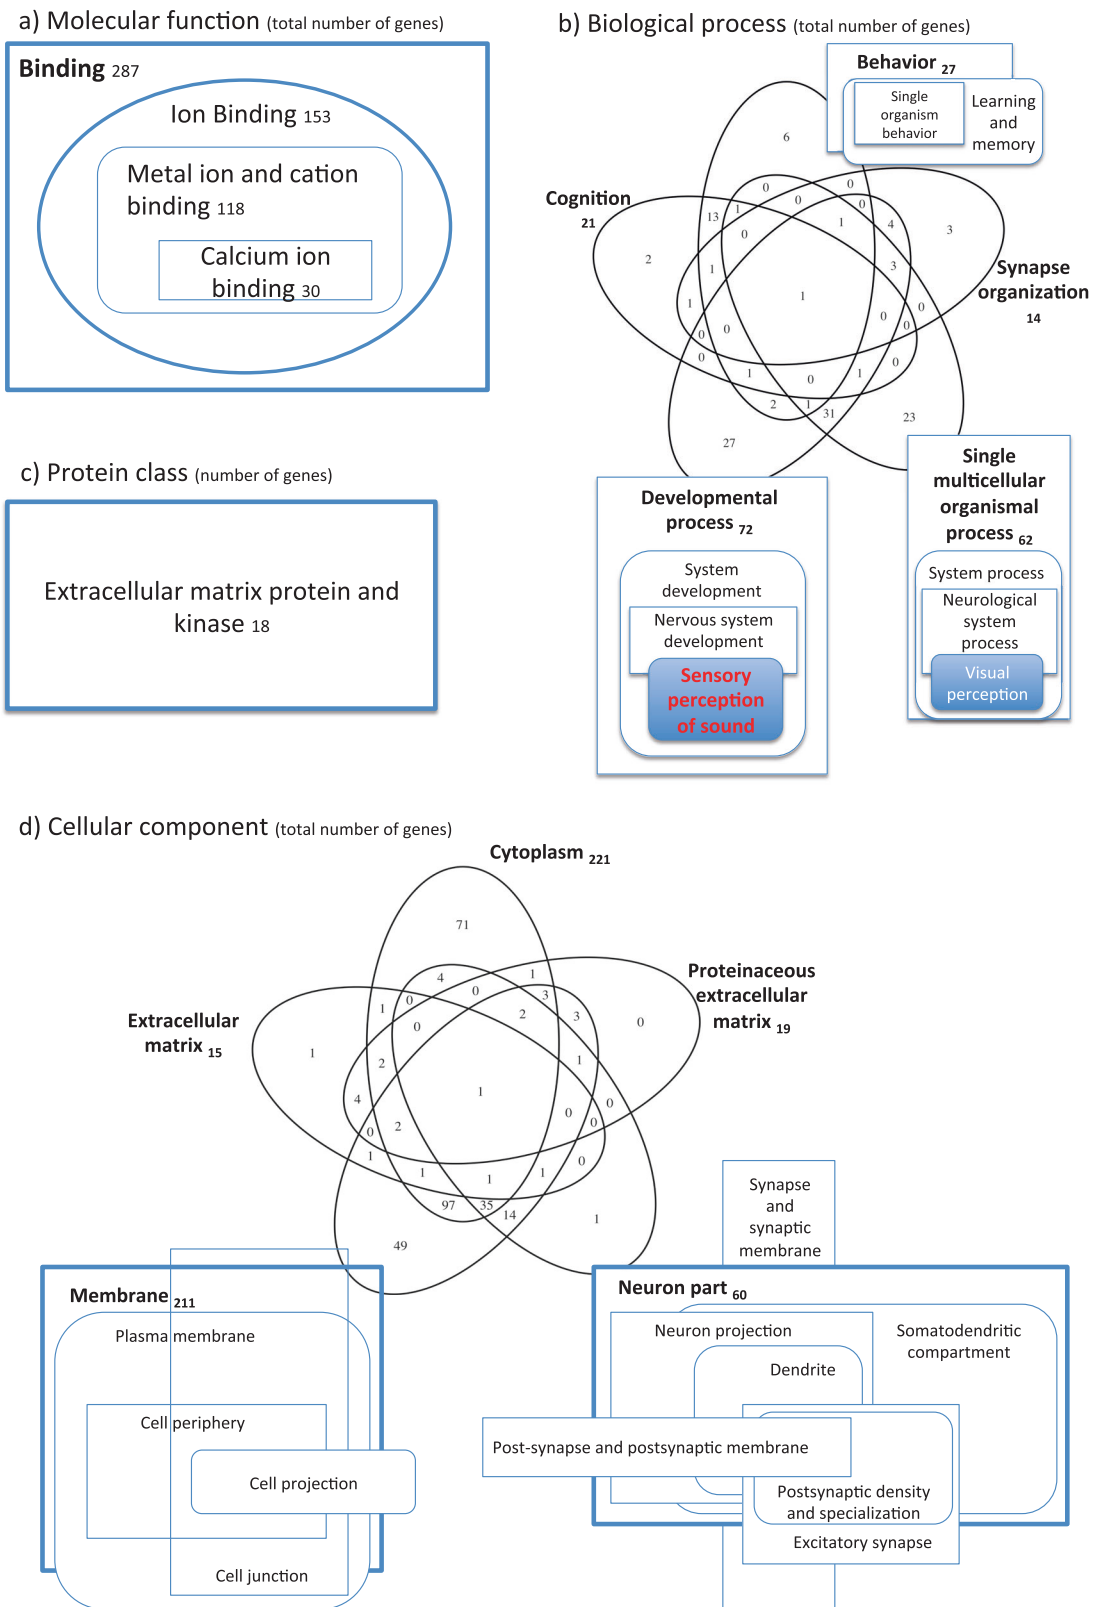 a) Molecular function (total number of genes)
Binding 287
Ion Binding 153
Metal ion and cation
binding 118
Calcium ion
binding 30
b) Biological process (total number of genes)
Behavior 27
Single
organism
behavior
Learning
and
memory
Cognition
21
Synapse
organization
14
6
0
0
0
0
13
1
1
4
3
0
2
1
3
1
1
0
0
0
0
0
0
0
1
0
1
0
2
1
31
23
27
Developmental
process 72
System
development
Nervous system
development
Sensory
perception
of sound
Single
multicellular
organismal
process 62
System process
Neurological
system
process
Visual
perception
c) Protein class (number of genes)
Extracellular matrix protein and
kinase 18
d) Cellular component (total number of genes)
Cytoplasm 221
Proteinaceous
extracellular
matrix 19
Extracellular
matrix 15
71
4
1
0
0
3
1
2
3
0
0
1
2
1
4
1
0
0
0
0
2
1
1
1
1
0
97
35
14
1
49
Membrane 211
Plasma membrane
Cell periphery
Cell projection
Cell junction
Synapse
and
synaptic
membrane
Neuron part 60
Neuron projection
Somatodendritic
compartment
Dendrite
Post-synapse and postsynaptic membrane
Postsynaptic density
and specialization
Excitatory synapse